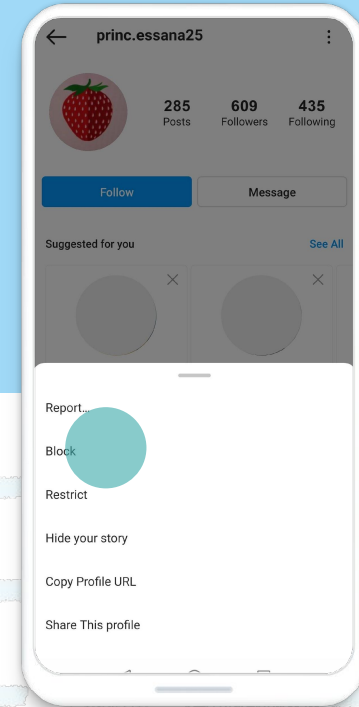 princ.essana25
285 609 435
Posts Followers Following
Follow Message
Suggested for you See All
Report...
Block
Restrict
Hide your story
Copy Profile URL
Share This profile